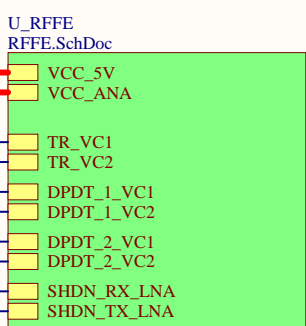 U_RFFE
RFFE.SchDoc
VCC_5V
VCC_ANA
TR_VC1
TR_VC2
DPDT_1_VC1
DPDT_1_VC2
DPDT_2_VC1
DPDT_2_VC2
SHDN_RX_LNA
SHDN_TX_LNA